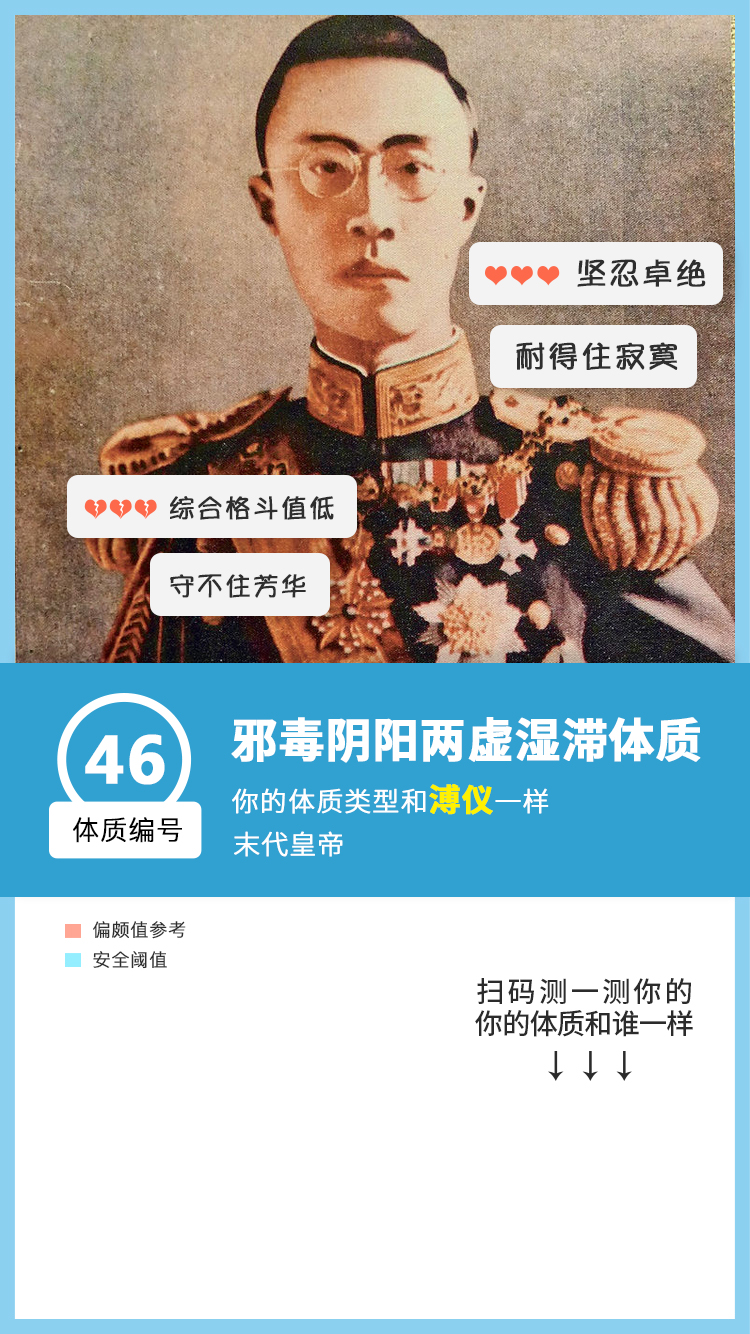 坚忍卓绝
耐得住寂寞
综合格斗值低
守不住芳华
46
体质编号
邪毒阴阳两虚湿滞体质
你的体质类型和溥仪一样
末代皇帝
偏颇值参考
安全阈值
扫码测一测你的
你的体质和谁一样
↓ ↓ ↓